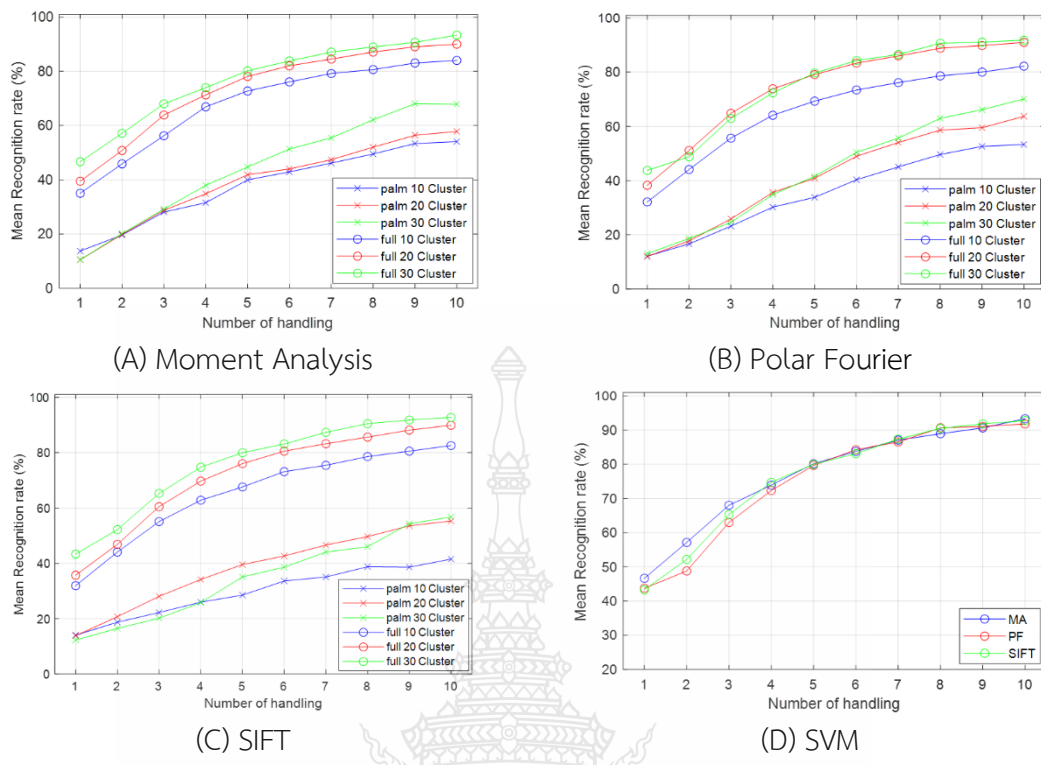 Mean Recognition rate (%)
100
80
60
40
20
0
1 2 3 4 5 6 7 8 9 10
Number of handling
palm 10 Cluster
palm 20 Cluster
palm 30 Cluster
full 10 Cluster
full 20 Cluster
full 30 Cluster
(A) Moment Analysis
Mean Recognition rate (%)
100
80
60
40
20
0
1 2 3 4 5 6 7 8 9 10
Number of handling
palm 10 Cluster
palm 20 Cluster
palm 30 Cluster
full 10 Cluster
full 20 Cluster
full 30 Cluster
(B) Polar Fourier
Mean Recognition rate (%)
100
80
60
40
20
0
1 2 3 4 5 6 7 8 9 10
Number of handling
palm 10 Cluster
palm 20 Cluster
palm 30 Cluster
full 10 Cluster
full 20 Cluster
full 30 Cluster
(C) SIFT
Mean Recognition rate (%)
100
90
80
70
60
50
40
30
20
1 2 3 4 5 6 7 8 9 10
Number of handling
MA
PF
SIFT
(D) SVM